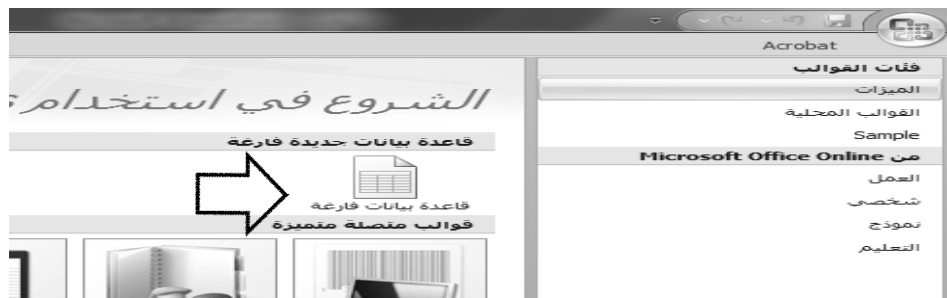 Acrobat
فئات القوالب
الميزات
القوالب المحلية
Sample
من Microsoft Office Online
العمل
شخصي
نموذج
التعليم
الشروع في استخدام
قاعدة بيانات جديدة فارغة
قاعدة بيانات فارغة
قوالب متصلة متميزة